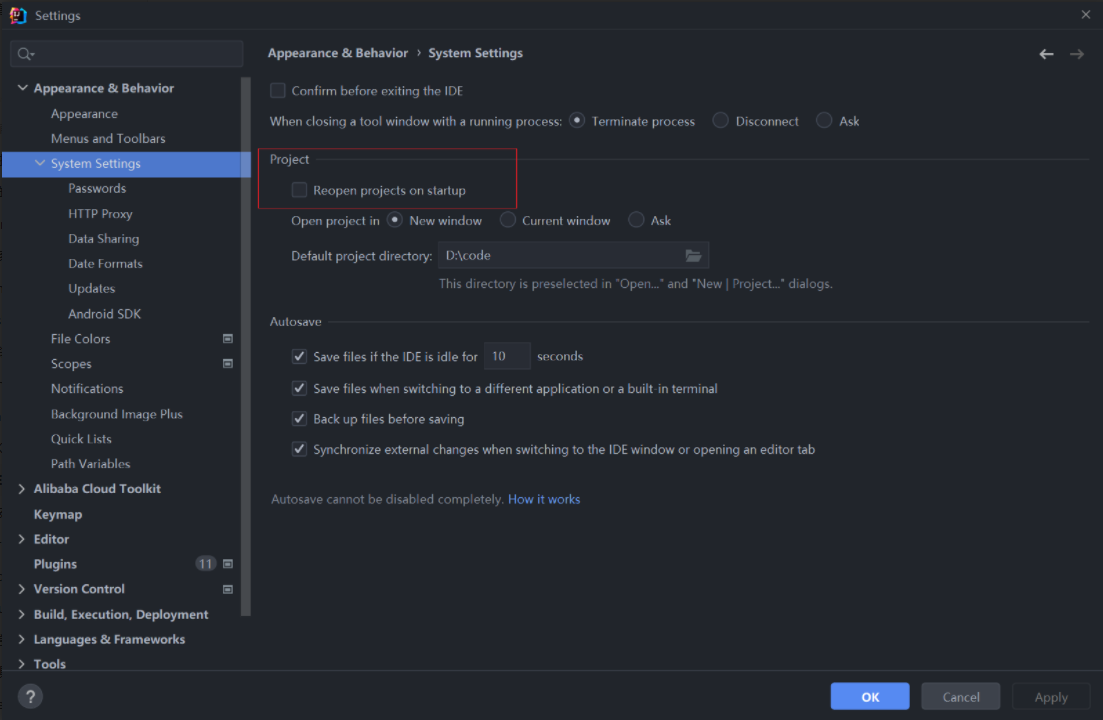 Settings
Appearance & Behavior › System Settings
Appearance & Behavior
Appearance
Menus and Toolbars
System Settings
Passwords
HTTP Proxy
Data Sharing
Date Formats
Updates
Android SDK
File Colors
Scopes
Notifications
Background Image Plus
Quick Lists
Path Variables
Alibaba Cloud Toolkit
Keymap
Editor
Plugins 11
Version Control
Build, Execution, Deployment
Languages & Frameworks
Tools
Confirm before exiting the IDE
When closing a tool window with a running process: Terminate process Disconnect Ask
Project
Reopen projects on startup
Open project in New window Current window Ask
Default project directory: D:\code
This directory is preselected in "Open..." and "New | Project..." dialogs.
Autosave
Save files if the IDE is idle for 10 seconds
Save files when switching to a different application or a built-in terminal
Back up files before saving
Synchronize external changes when switching to the IDE window or opening an editor tab
Autosave cannot be disabled completely. How it works
?
OK Cancel Apply